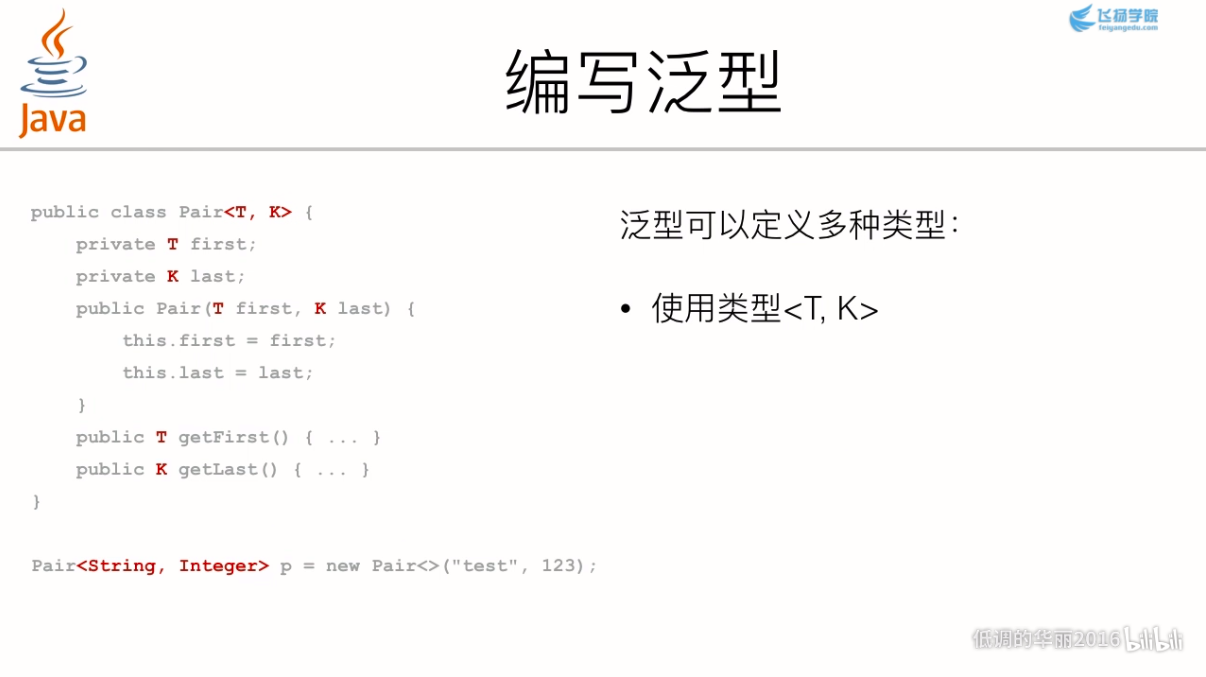 Java
飞扬学院
feiyangedu.com
编写泛型
public class Pair<T, K> {
    private T first;
    private K last;
    public Pair(T first, K last) {
        this.first = first;
        this.last = last;
    }
    public T getFirst() { ... }
    public K getLast() { ... }
}
Pair<String, Integer> p = new Pair<>("test", 123);
泛型可以定义多种类型：
• 使用类型<T, K>
低调的华丽2016 bilibili